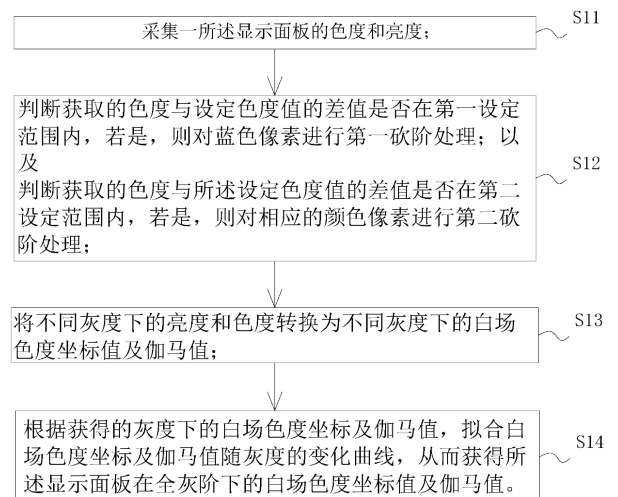 采集一所述显示面板的色度和亮度；
S11
判断获取的色度与设定色度值的差值是否在第一设定
范围内，若是，则对蓝色像素进行第一砍阶处理；以
及
判断获取的色度与所述设定色度值的差值是否在第二
设定范围内，若是，则对相应的颜色像素进行第二砍
阶处理；
S12
将不同灰度下的亮度和色度转换为不同灰度下的白场
色度坐标值及伽马值；
S13
根据获得的灰度下的白场色度坐标及伽马值，拟合白
场色度坐标及伽马值随灰度的变化曲线，从而获得所
述显示面板在全灰阶下的白场色度坐标值及伽马值。
S14